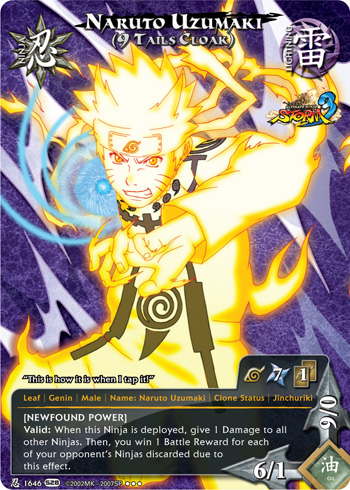 NARUTO UZUMAKI
(9 TAILS CLOAK)
NINJA
忍
LIGHTNING
雷
STORM 3
"This is how it is when I tap it!"
1
Leaf | Genin | Male | Name: Naruto Uzumaki | Clone Status | Jinchuriki
[NEWFOUND POWER]
Valid: When this Ninja is deployed, give 1 Damage to all
other Ninjas. Then, you win 1 Battle Reward for each
of your opponent's Ninjas discarded due to
this effect.
6/0
6/1
油
OIL
1646 S28 ©2002MK - 2007SP